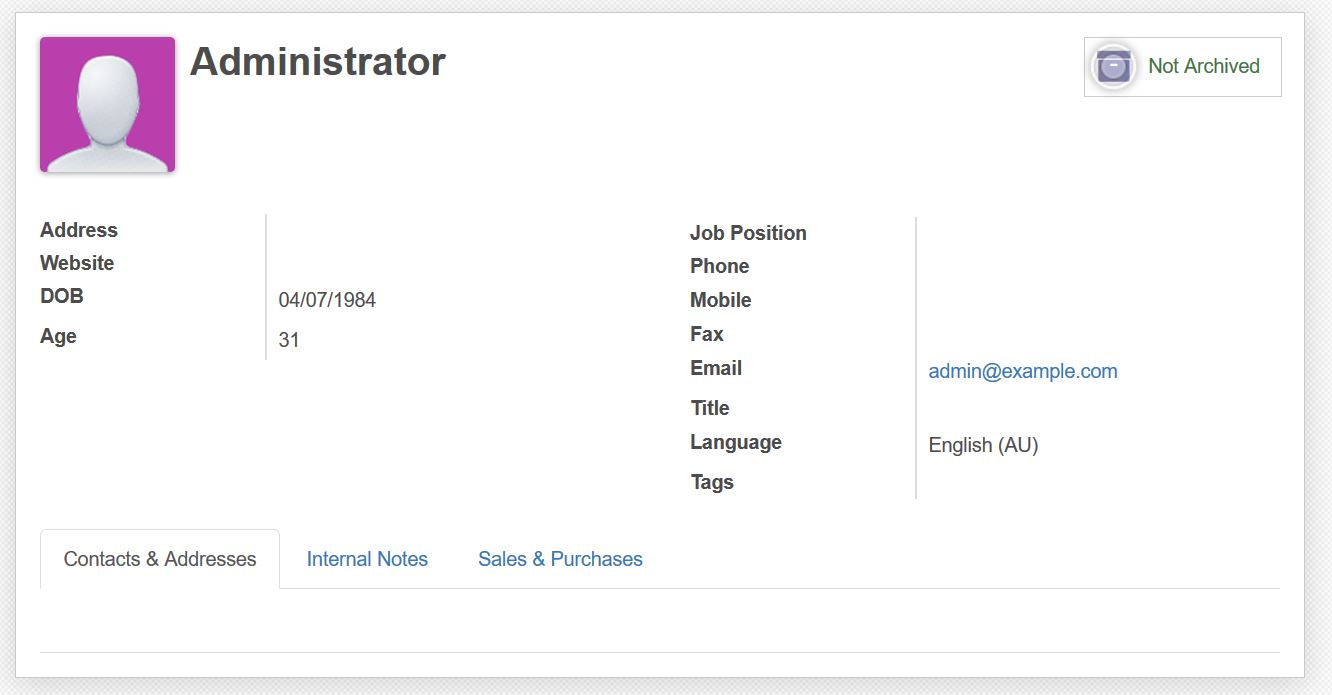 Administrator
Not Archived
Address
Website
DOB 04/07/1984
Age 31
Job Position
Phone
Mobile
Fax
Email admin@example.com
Title
Language English (AU)
Tags
Contacts & Addresses Internal Notes Sales & Purchases